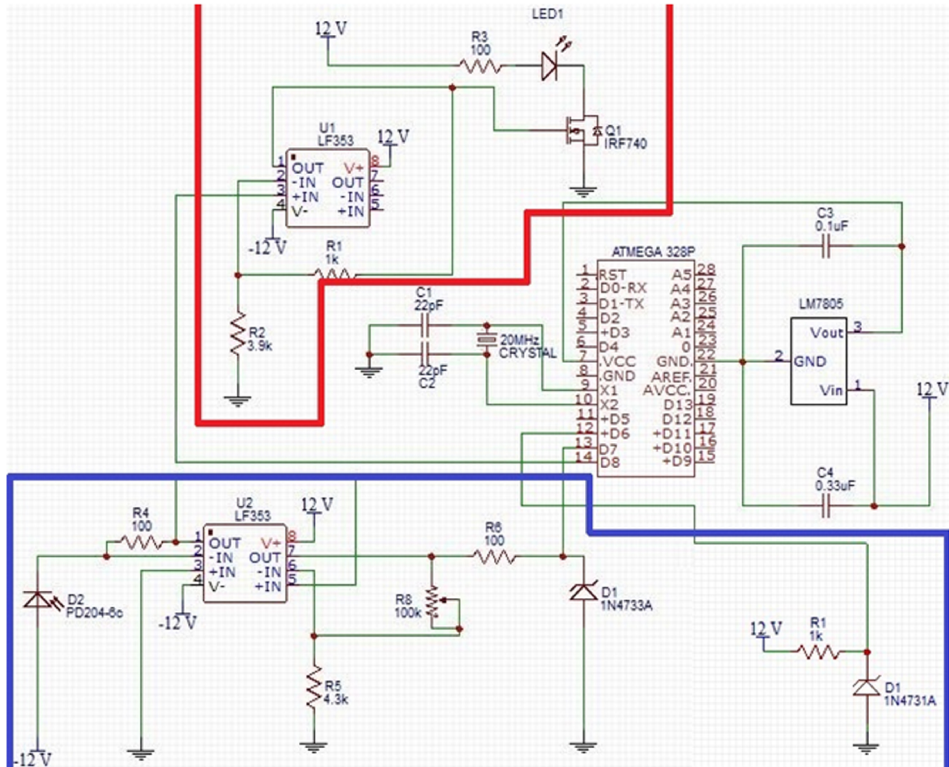 LED1
12 V
R3
100
Q1
IRF740
U1
LF353
12 V
1 OUT V+ 8
2 -IN OUT 7
3 +IN -IN 6
4 V- +IN 5
-12 V
R1
1k
R2
3.9k
C1
22pF
20MHz
CRYSTAL
22pF
C2
ATMEGA 328P
1 RST A5 28
2 D0-RX A4 27
3 D1-TX A3 26
4 D2 A2 25
5 +D3 A1 24
6 D4 0 23
7 .VCC GND. 22
8 .GND AREF. 21
9 X1 AVCC. 20
10 X2 D13 19
11 +D5 D12 18
12 +D6 +D11 17
13 D7 +D10 16
14 D8 +D9 15
C3
0.1uF
LM7805
Vout 3
2 GND
Vin 1
12 V
C4
0.33uF
U2
LF353
12 V
R4
100
1 OUT V+ 8
2 -IN OUT 7
3 +IN -IN 6
4 V- +IN 5
-12 V
D2
PD204-6c
R6
100
R8
100k
D1
1N4733A
R5
4.3k
12 V
R1
1k
D1
1N4731A
-12 V